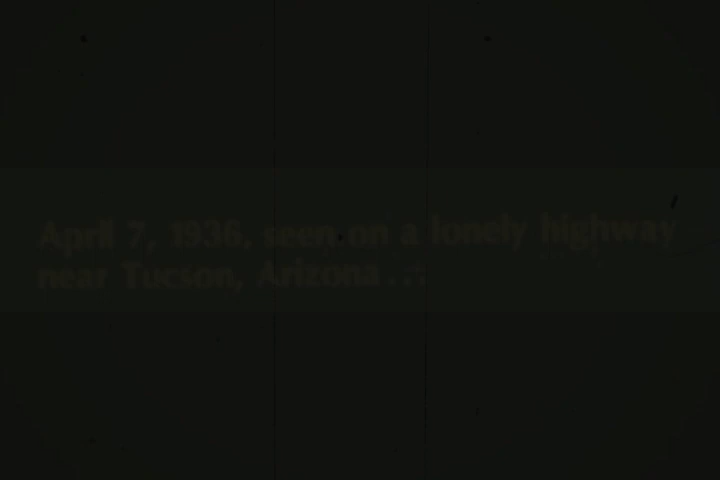 April 7, 1936, seen on a lonely highway
near Tucson, Arizona...